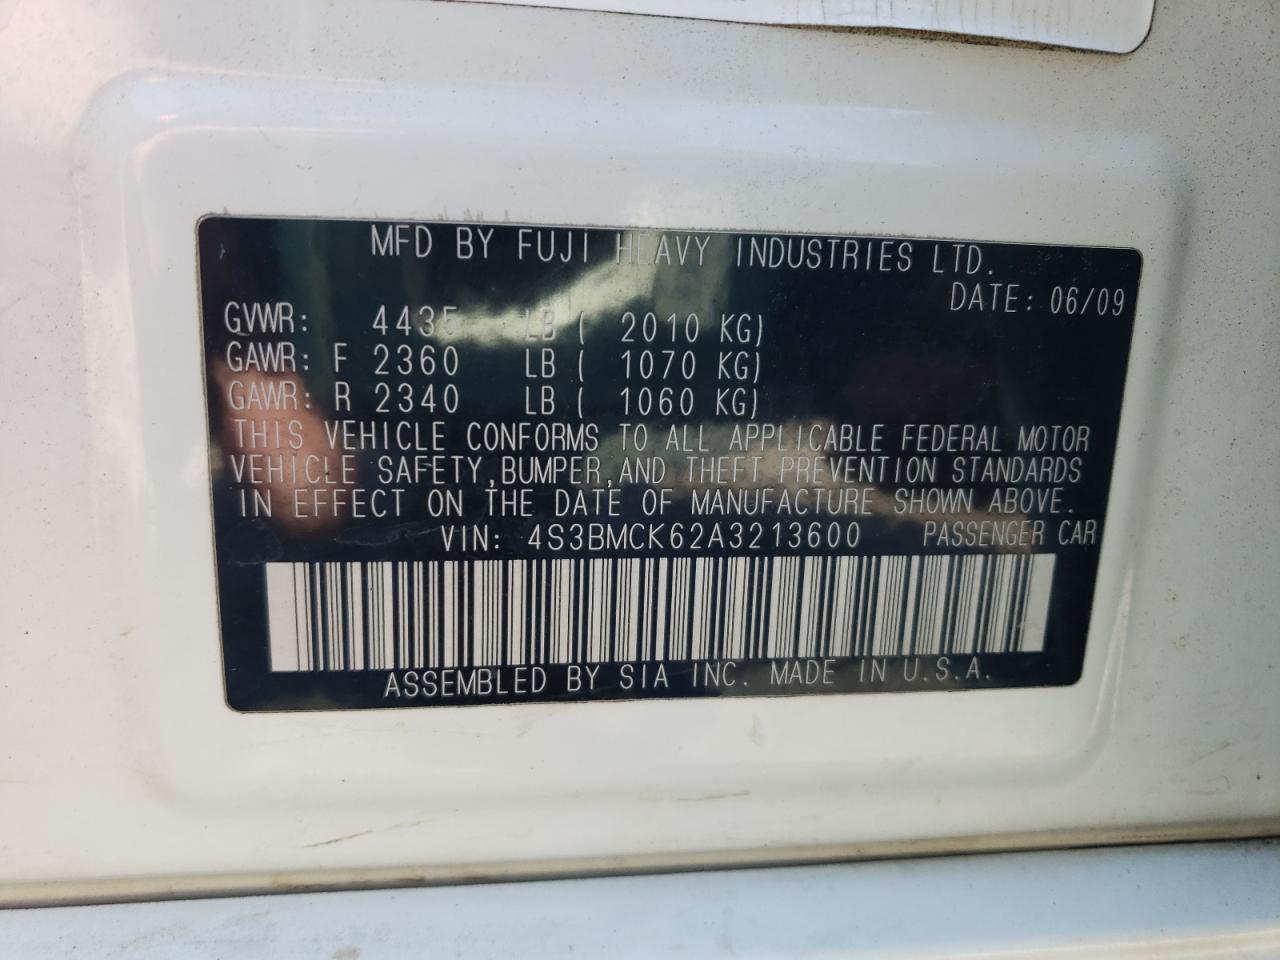 MFD BY FUJI HEAVY INDUSTRIES LTD.
DATE: 06/09
GVWR: 4435 LB ( 2010 KG)
GAWR: F 2360 LB ( 1070 KG)
GAWR: R 2340 LB ( 1060 KG)
THIS VEHICLE CONFORMS TO ALL APPLICABLE FEDERAL MOTOR
VEHICLE SAFETY,BUMPER,AND THEFT PREVENTION STANDARDS
IN EFFECT ON THE DATE OF MANUFACTURE SHOWN ABOVE.
VIN: 4S3BMCK62A3213600 PASSENGER CAR
ASSEMBLED BY SIA INC. MADE IN U.S.A.